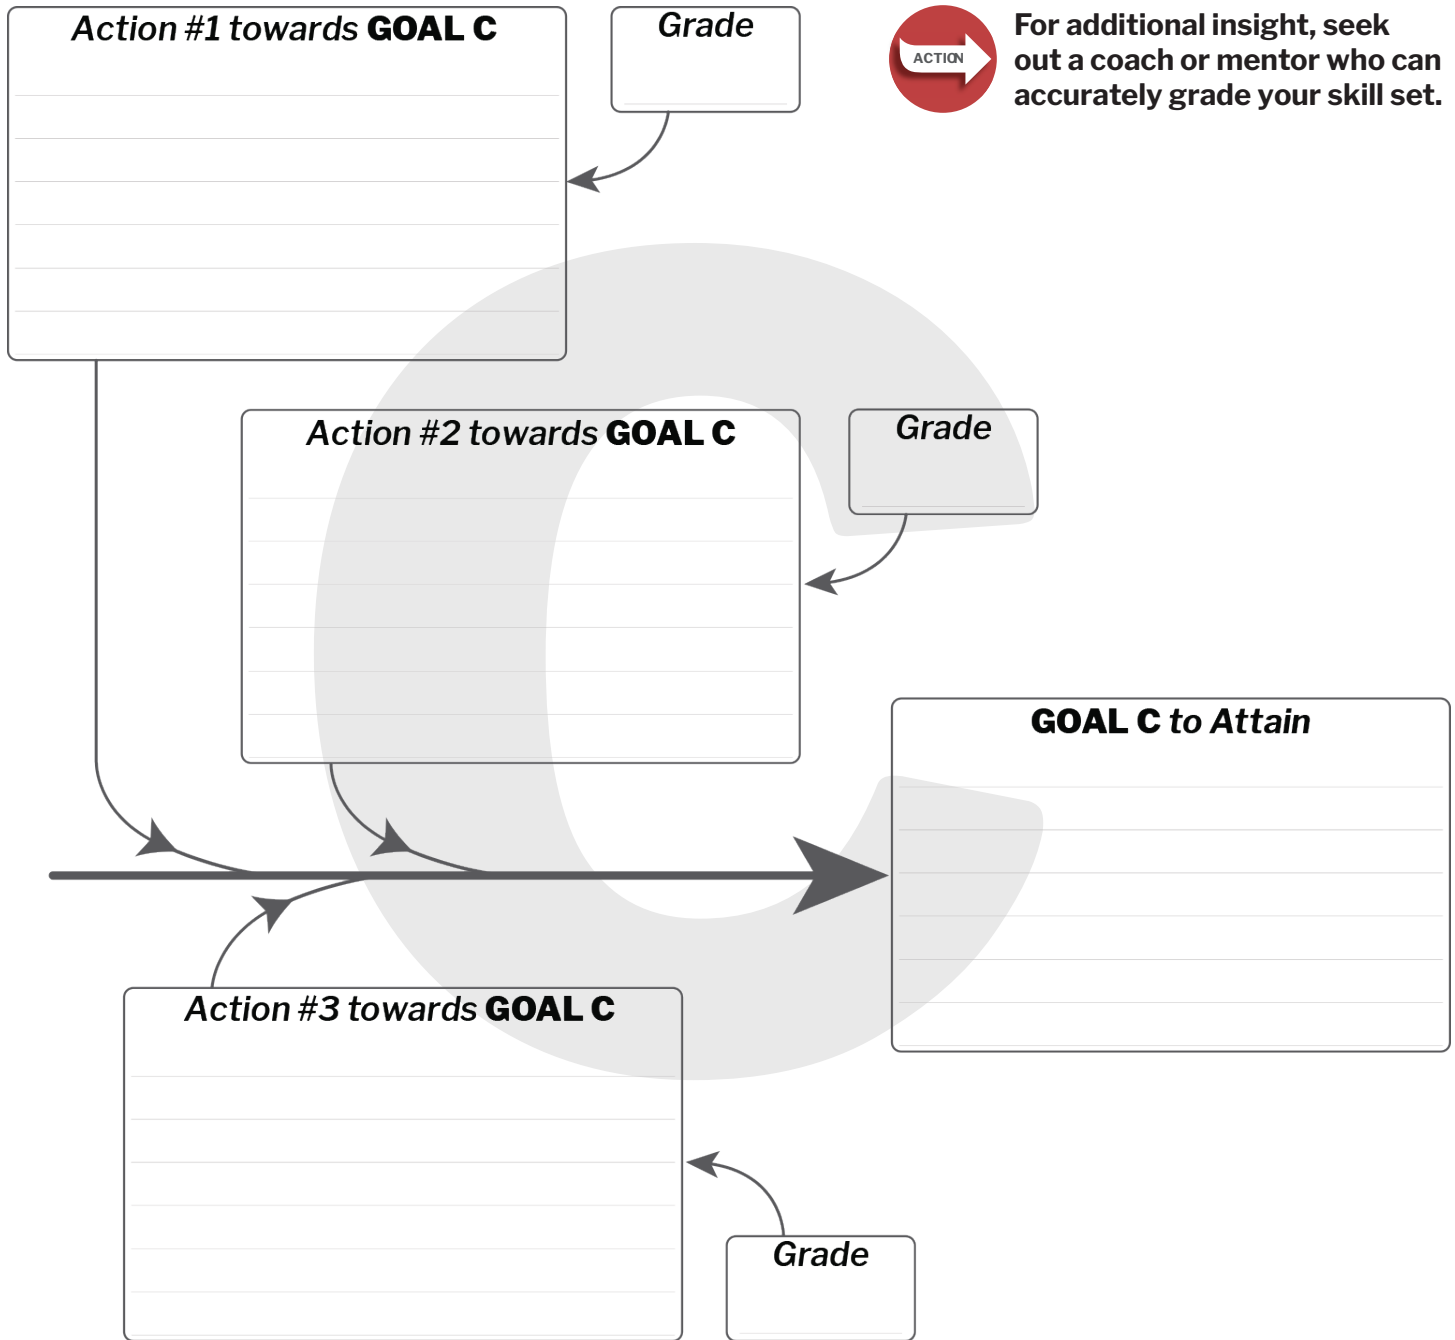 Action #1 towards GOAL C
Grade
ACTION
For additional insight, seek
out a coach or mentor who can
accurately grade your skill set.
Action #2 towards GOAL C
Grade
GOAL C to Attain
Action #3 towards GOAL C
Grade
C